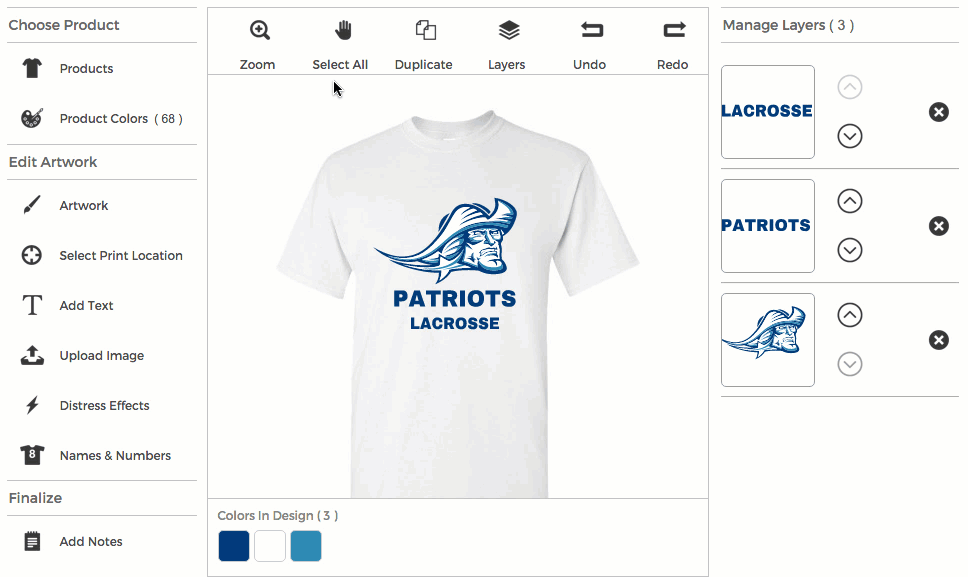 Choose Product
Products
Product Colors ( 68 )
Edit Artwork
Artwork
Select Print Location
T Add Text
Upload Image
Distress Effects
8 Names & Numbers
Finalize
Add Notes
Zoom
Select All
Duplicate
Layers
Undo
Redo
PATRIOTS
LACROSSE
Colors In Design ( 3 )
Manage Layers ( 3 )
LACROSSE
PATRIOTS